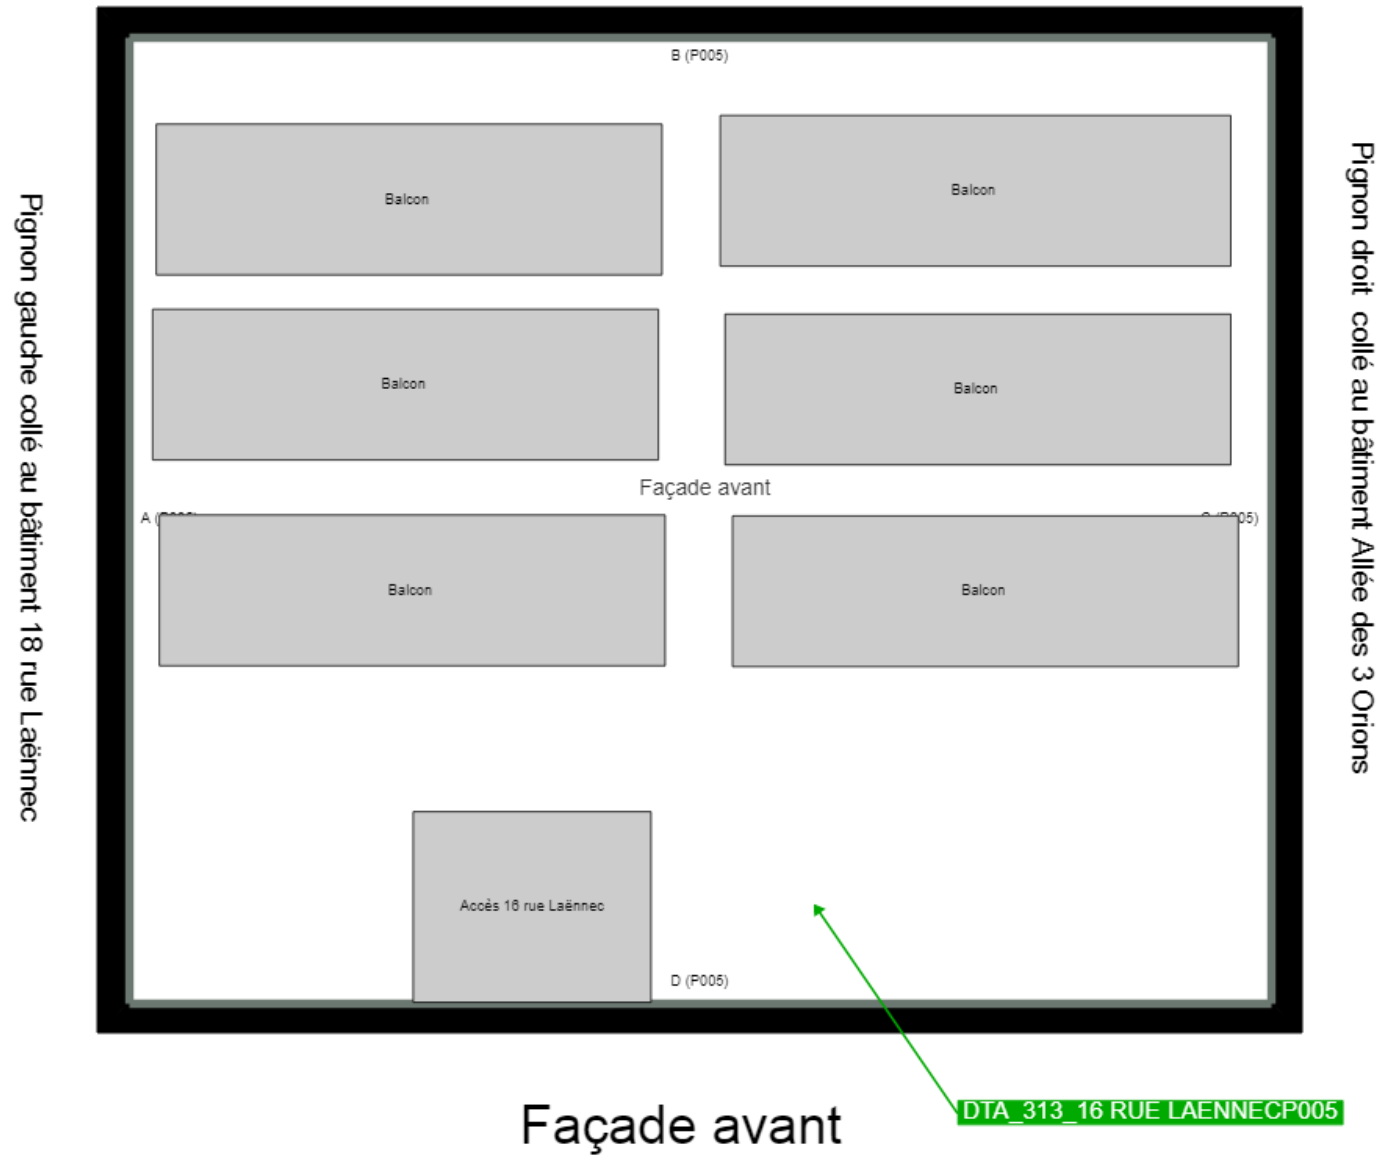 B (P005)
Balcon
Balcon
Balcon
Balcon
Façade avant
A (
05)
Balcon
Balcon
Accès 16 rue Laënnec
D (P005)
Pignon gauche collé au bâtiment 18 rue Laënnec
Pignon droit collé au bâtiment Allée des 3 Orions
DTA_313_16 RUE LAENNECP005
Façade avant